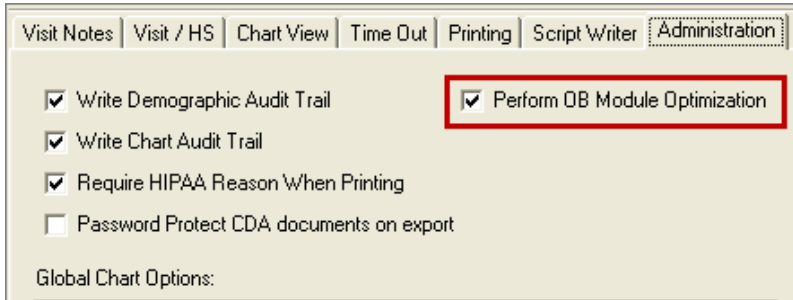 Visit Notes Visit / HS Chart View Time Out Printing Script Writer Administration
Write Demographic Audit Trail Perform OB Module Optimization
Write Chart Audit Trail
Require HIPAA Reason When Printing
Password Protect CDA documents on export
Global Chart Options: